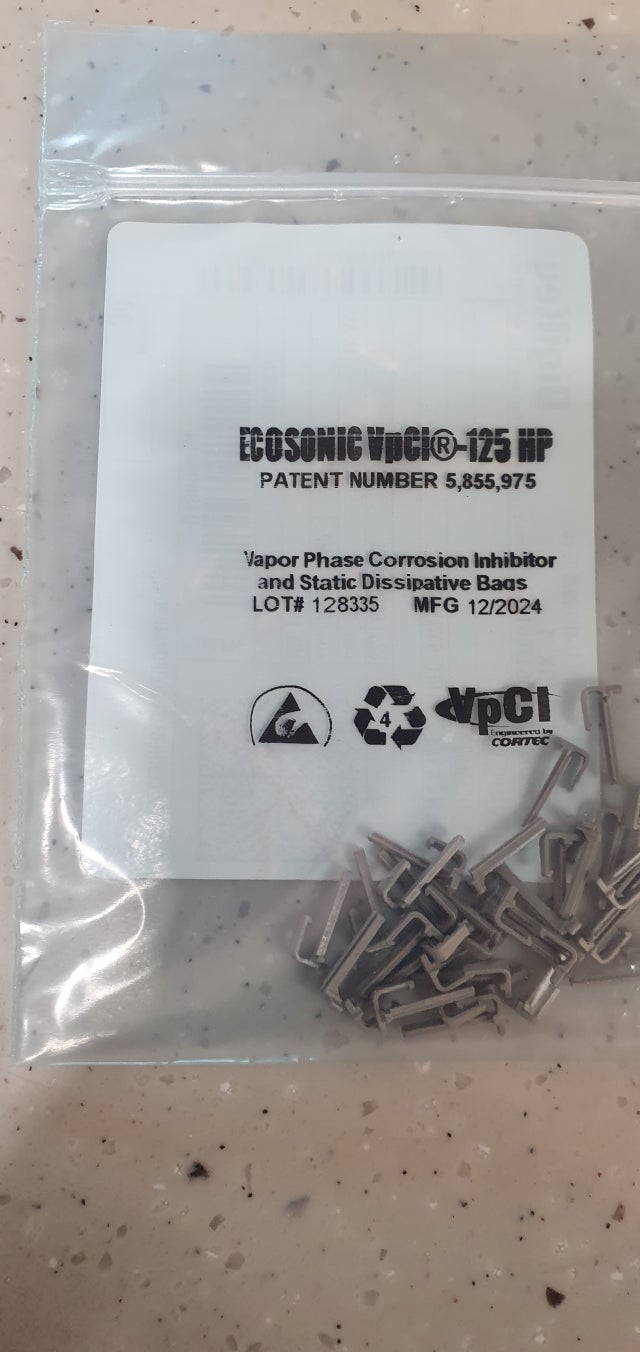 ECOSONIC VpCI®-125 HP
PATENT NUMBER 5,855,975
Vapor Phase Corrosion Inhibitor
and Static Dissipative Bags
LOT# 128335 MFG 12/2024
4
VpCI
Engineered by
CORTEC
DigiKey